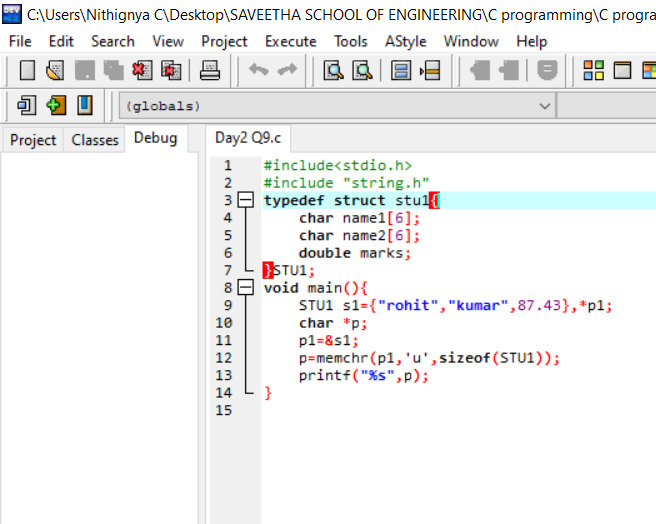 DEV C:\Users\Nithignya C\Desktop\SAVEETHA SCHOOL OF ENGINEERING\C programming\C progra
File Edit Search View Project Execute Tools AStyle Window Help
(globals)
Project Classes Debug Day2 Q9.c
1 #include<stdio.h>
2 #include "string.h"
3 typedef struct stu1{
4 char name1[6];
5 char name2[6];
6 double marks;
7 }STU1;
8 void main(){
9 STU1 s1={"rohit","kumar",87.43},*p1;
10 char *p;
11 p1=&s1;
12 p=memchr(p1,'u',sizeof(STU1));
13 printf("%s",p);
14 }
15